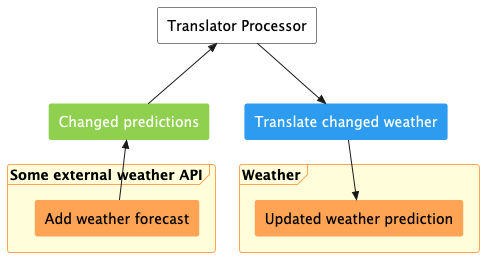 Translator Processor
Changed predictions
Translate changed weather
Some external weather API
Weather
Add weather forecast
Updated weather prediction